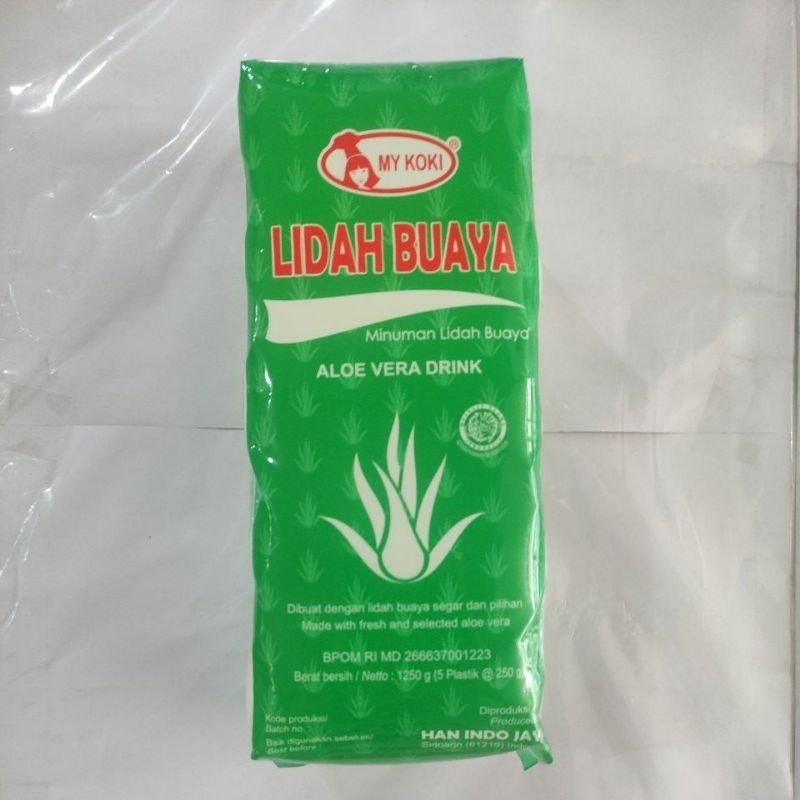 MY KOKI ®
LIDAH BUAYA
Minuman Lidah Buaya
ALOE VERA DRINK
Dibuat dengan lidah buaya segar dan pilihan
Made with fresh and selected aloe vera
BPOM RI MD 266637001223
Berat bersih / Netto : 1250 g (5 Plastik @ 250 g
Kode produksi/
Batch no.
Baik digunakan sebelum/
Best before
Diproduksi
Produced
HAN INDO JAY
Sidoarjo (61219)